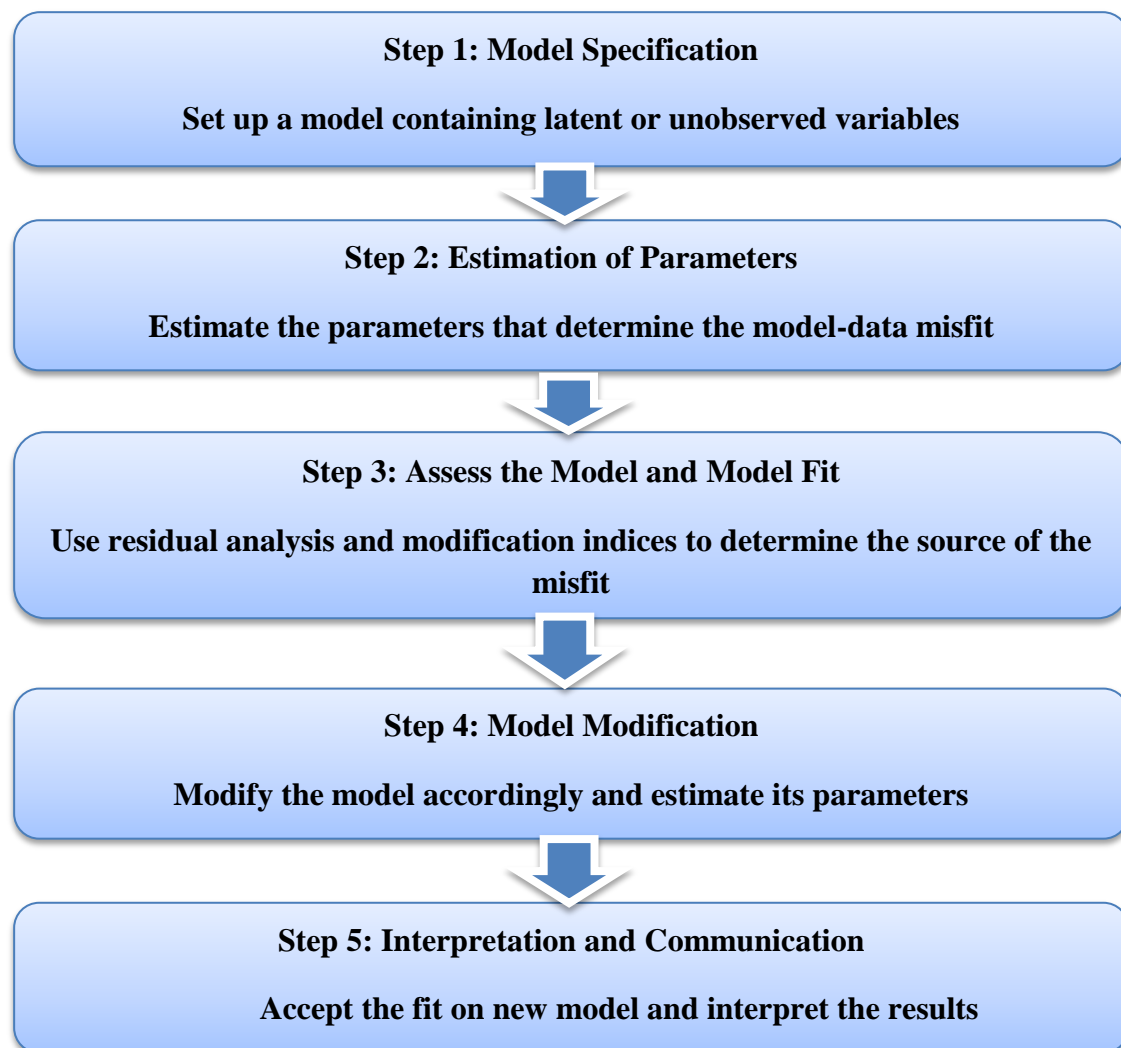 Step 1: Model Specification
Set up a model containing latent or unobserved variables
Step 2: Estimation of Parameters
Estimate the parameters that determine the model-data misfit
Step 3: Assess the Model and Model Fit
Use residual analysis and modification indices to determine the source of the
misfit
Step 4: Model Modification
Modify the model accordingly and estimate its parameters
Step 5: Interpretation and Communication
Accept the fit on new model and interpret the results